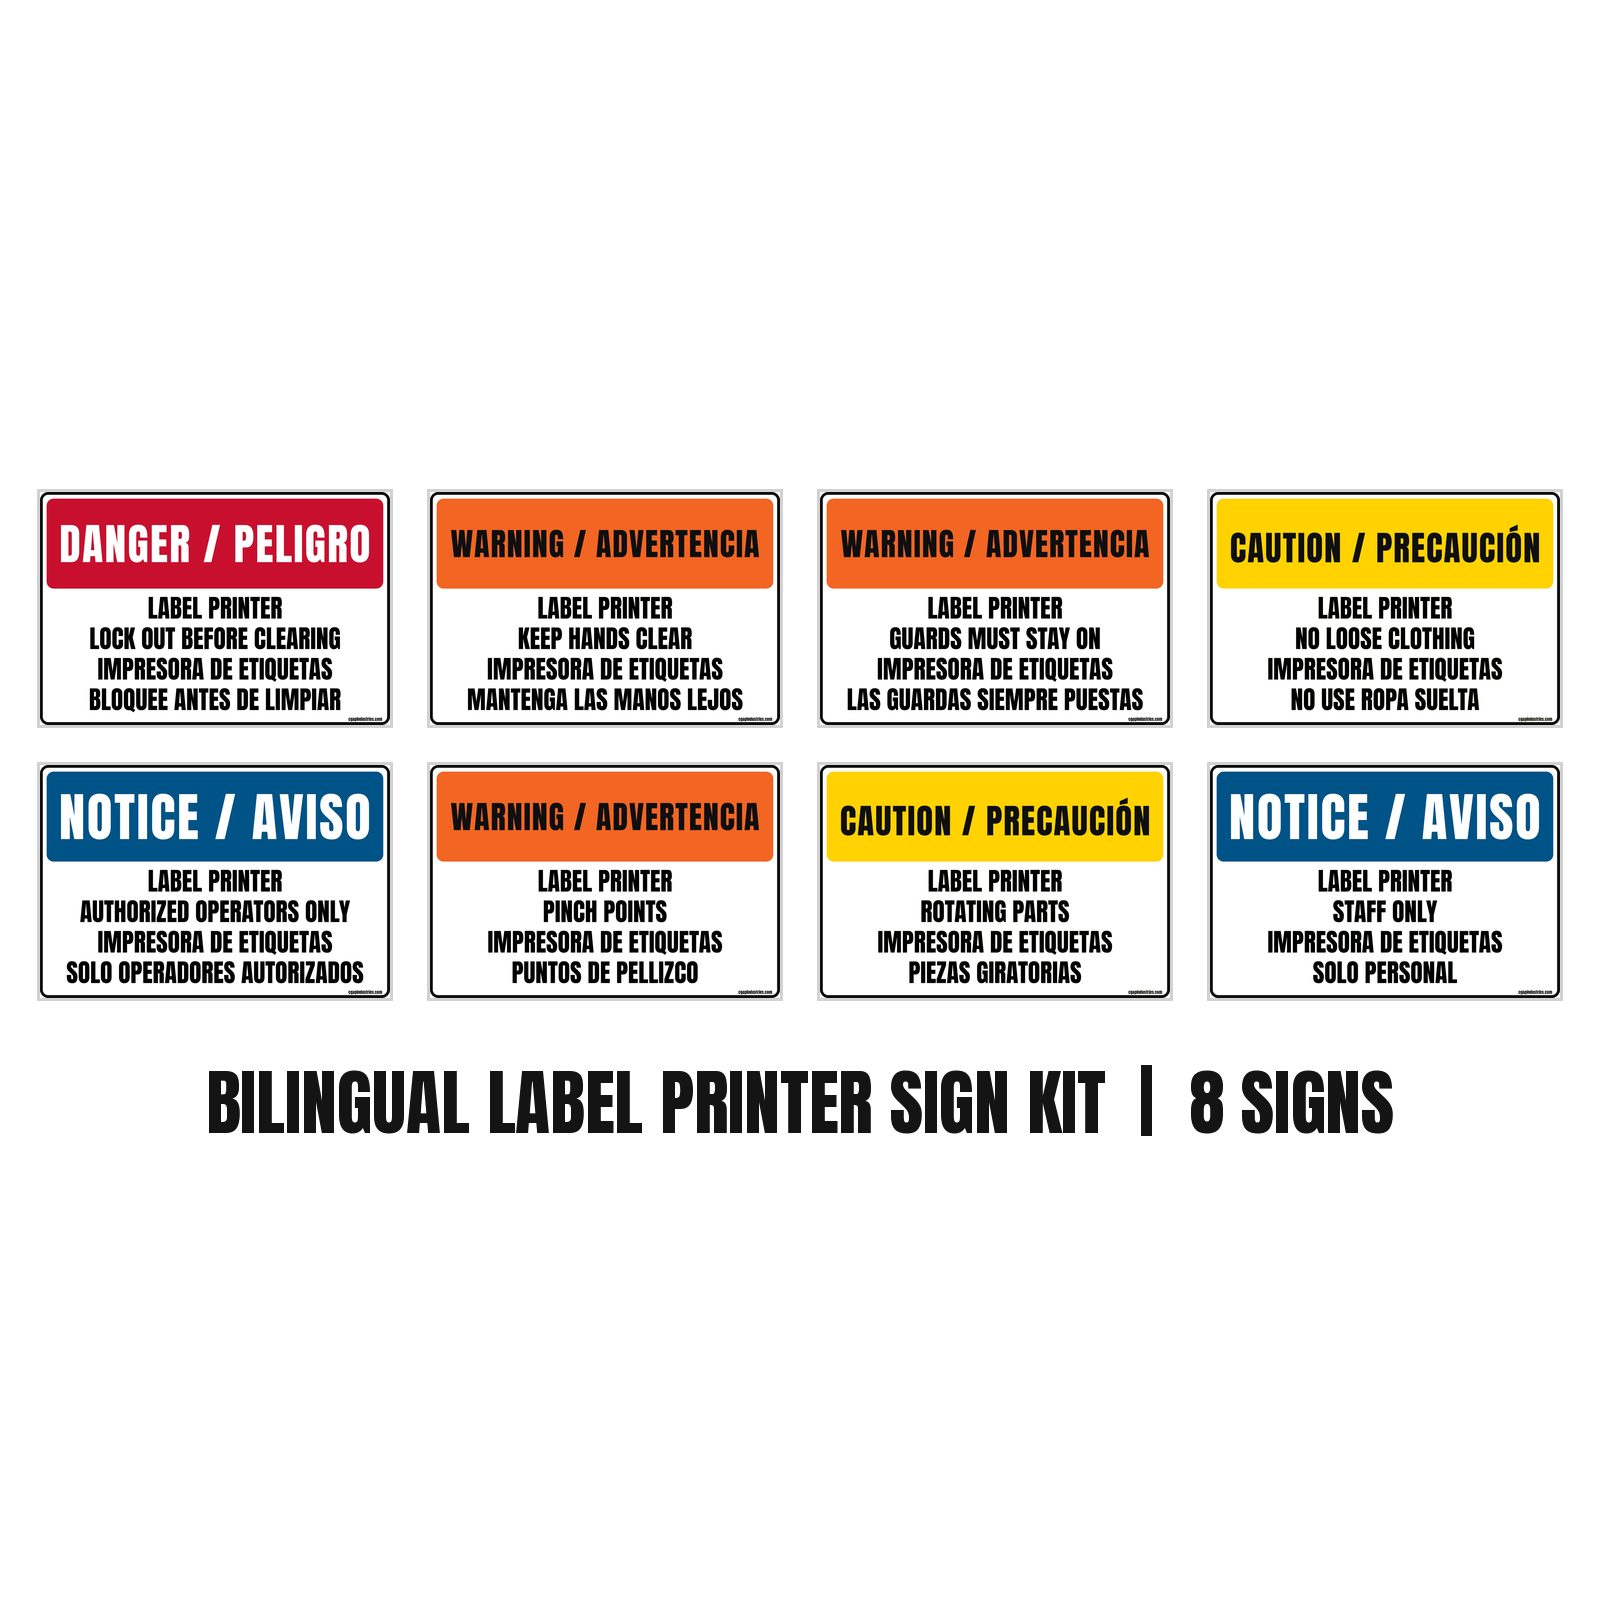 DANGER / PELIGRO
LABEL PRINTER
LOCK OUT BEFORE CLEARING
IMPRESORA DE ETIQUETAS
BLOQUEE ANTES DE LIMPIAR
cgaphindustries.com
WARNING / ADVERTENCIA
LABEL PRINTER
KEEP HANDS CLEAR
IMPRESORA DE ETIQUETAS
MANTENGA LAS MANOS LEJOS
WARNING / ADVERTENCIA
LABEL PRINTER
GUARDS MUST STAY ON
IMPRESORA DE ETIQUETAS
LAS GUARDAS SIEMPRE PUESTAS
CAUTION / PRECAUCIÓN
LABEL PRINTER
NO LOOSE CLOTHING
IMPRESORA DE ETIQUETAS
NO USE ROPA SUELTA
NOTICE / AVISO
LABEL PRINTER
AUTHORIZED OPERATORS ONLY
IMPRESORA DE ETIQUETAS
SOLO OPERADORES AUTORIZADOS
WARNING / ADVERTENCIA
LABEL PRINTER
PINCH POINTS
IMPRESORA DE ETIQUETAS
PUNTOS DE PELLIZCO
CAUTION / PRECAUCIÓN
LABEL PRINTER
ROTATING PARTS
IMPRESORA DE ETIQUETAS
PIEZAS GIRATORIAS
NOTICE / AVISO
LABEL PRINTER
STAFF ONLY
IMPRESORA DE ETIQUETAS
SOLO PERSONAL
BILINGUAL LABEL PRINTER SIGN KIT | 8 SIGNS